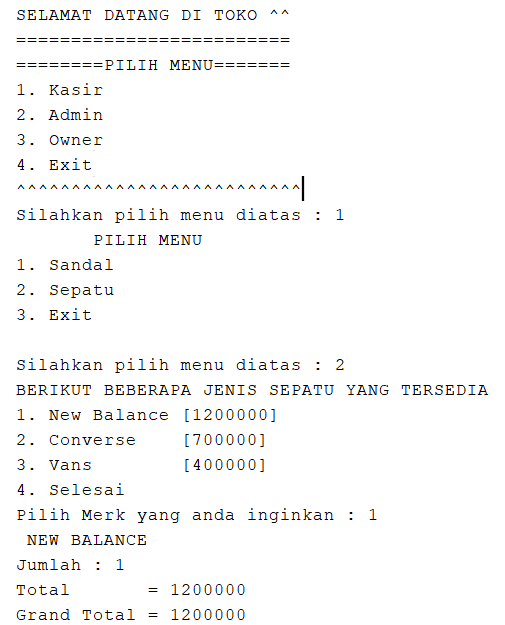 SELAMAT DATANG DI TOKO ^^
=========================
========PILIH MENU=======
1. Kasir
2. Admin
3. Owner
4. Exit
^^^^^^^^^^^^^^^^^^^^^^^^^^
Silahkan pilih menu diatas : 1
       PILIH MENU
1. Sandal
2. Sepatu
3. Exit

Silahkan pilih menu diatas : 2
BERIKUT BEBERAPA JENIS SEPATU YANG TERSEDIA
1. New Balance [1200000]
2. Converse    [700000]
3. Vans        [400000]
4. Selesai
Pilih Merk yang anda inginkan : 1
 NEW BALANCE
Jumlah : 1
Total       = 1200000
Grand Total = 1200000